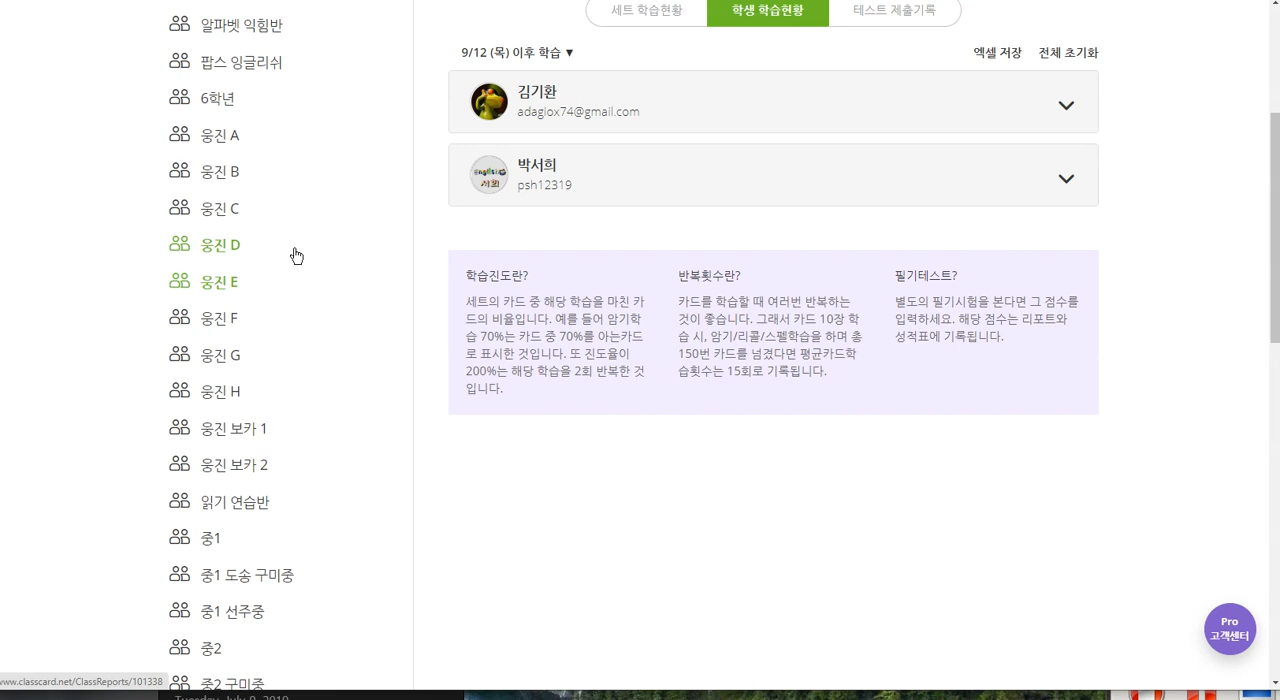 알파벳 익힘반
팝스 잉글리쉬
6학년
웅진 A
웅진 B
웅진 C
웅진 D
웅진 E
웅진 F
웅진 G
웅진 H
웅진 보카 1
웅진 보카 2
읽기 연습반
중1
중1 도송 구미중
중1 선주중
중2
중2 구미중
세트 학습현황
학생 학습현황
테스트 제출기록
9/12 (목) 이후 학습 ▼
엑셀 저장
전체 초기화
김기환
adagiox74@gmail.com
박서희
psh12319
English
서희
학습진도란?
세트의 카드 중 해당 학습을 마친 카
드의 비율입니다. 예를 들어 암기학
습 70%는 카드 중 70%를 아는카드
로 표시한 것입니다. 또 진도율이
200%는 해당 학습을 2회 반복한 것
입니다.
반복횟수란?
카드를 학습할 때 여러번 반복하는
것이 좋습니다. 그래서 카드 10장 학
습 시, 암기/리콜/스펠학습을 하며 총
150번 카드를 넘겼다면 평균카드학
습횟수는 15회로 기록됩니다.
필기테스트?
별도의 필기시험을 본다면 그 점수를
입력하세요. 해당 점수는 리포트와
성적표에 기록됩니다.
Pro
고객센터
www.classcard.net/ClassReports/101338
Tuesday, July 9, 2019